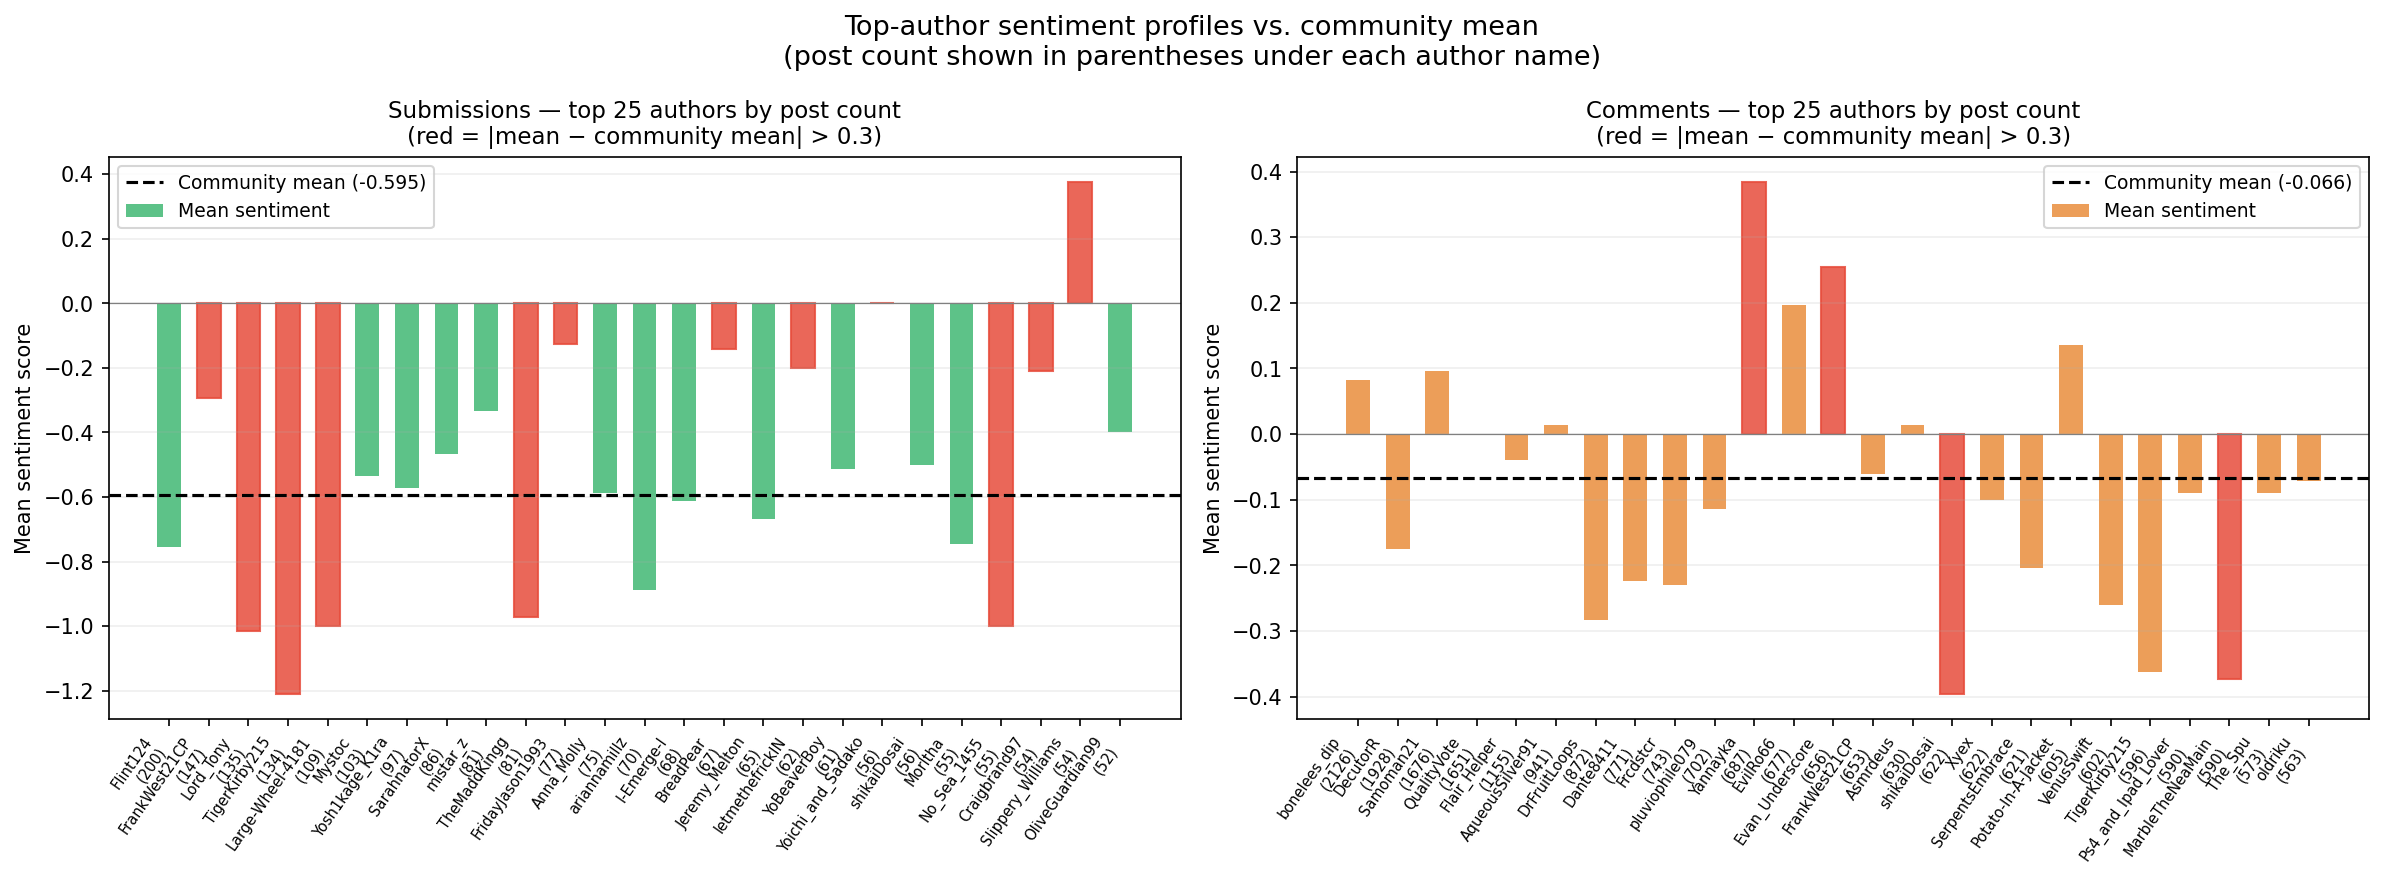 Top-author sentiment profiles vs. community mean
(post count shown in parentheses under each author name)
Submissions — top 25 authors by post count
(red = |mean − community mean| > 0.3)
Community mean (-0.595)
Mean sentiment
Mean sentiment score
0.4
0.2
0.0
−0.2
−0.4
−0.6
−0.8
−1.0
−1.2
Flint124
(200)
FrankWest21CP
(147)
Lord_Tony
(135)
TigerKirby215
(134)
Large-Wheel-4181
(109)
Mystoc
(103)
Yosh1kage_K1ra
(97)
SarahnatorX
(86)
mistar_z
(81)
TheMadKingg
(81)
FridayJason1993
(77)
Anna_Molly
(75)
ariannamillz
(70)
I-Emerge-I
(68)
BreadPear
(67)
Jeremy_Melton
(65)
letmethefrickIN
(62)
YoBeaverBoy
(61)
Yoichi_and_Sadako
(56)
shikaiDosai
(56)
Morltha
(55)
No_Sea_1455
(55)
Craigbrand97
(54)
Slippery_Williams
(54)
OliveGuardian99
(52)
Comments — top 25 authors by post count
(red = |mean − community mean| > 0.3)
Community mean (-0.066)
Mean sentiment
Mean sentiment score
0.4
0.3
0.2
0.1
0.0
−0.1
−0.2
−0.3
−0.4
bonelees_dip
(2126)
DecutorR
(1928)
Samoman21
(1676)
QualityNote
(1651)
Flair_Helper
(1155)
AqueousSilver91
(941)
DrFruitLoops
(872)
Dante8411
(771)
Frcdstcr
(743)
pluviophile079
(702)
Yannayka
(687)
EvilRo66
(677)
Evan_Underscore
(656)
FrankWest21CP
(653)
Asmrdeus
(630)
shikaiDosai
(622)
Xyex
(622)
SerpentsEmbrace
(621)
Potato-In-A-Jacket
(605)
VenusSwift
(602)
TigerKirby215
(596)
Ps4_and_Ipad_Lover
(590)
MarbleTheNeaMain
(590)
The_Spu
(573)
oldriku
(563)